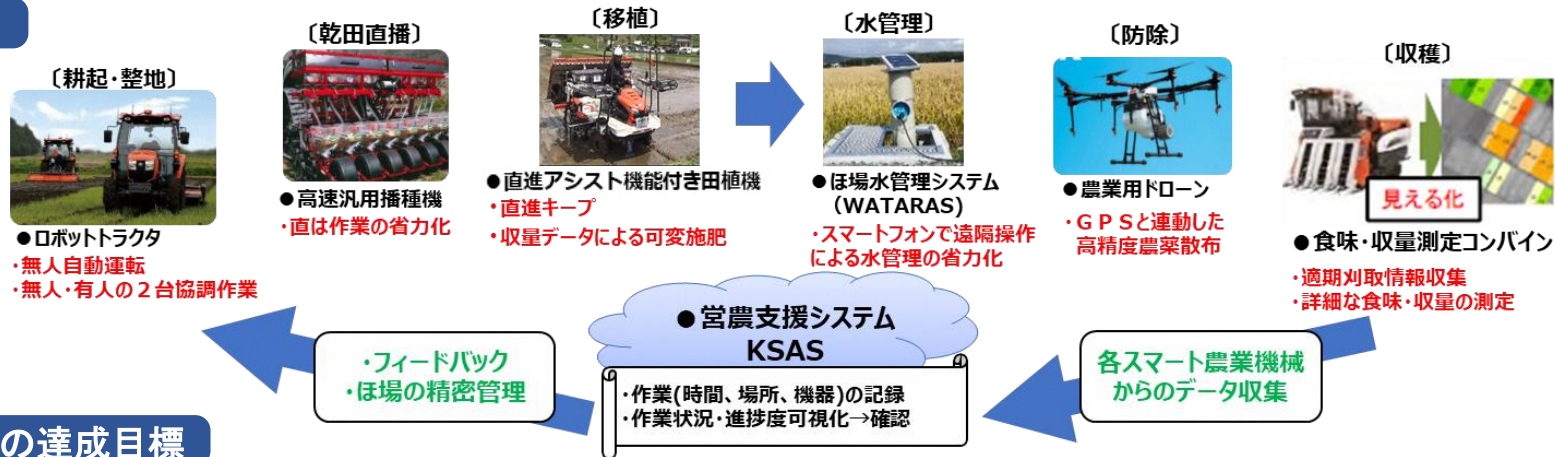 〔耕起・整地〕
●ロボットトラクタ
・無人自動運転
・無人・有人の２台協調作業
〔乾田直播〕
●高速汎用播種機
・直は作業の省力化
〔移植〕
●直進アシスト機能付き田植機
・直進キープ
・収量データによる可変施肥
〔水管理〕
●ほ場水管理システム
（WATARAS）
・スマートフォンで遠隔操作
による水管理の省力化
〔防除〕
●農業用ドローン
・ＧＰＳと連動した
高精度農薬散布
〔収穫〕
見える化
●食味・収量測定コンバイン
・適期刈取情報収集
・詳細な食味・収量の測定
各スマート農業機械
からのデータ収集
●営農支援システム
KSAS
・作業(時間、場所、機器)の記録
・作業状況・進捗度可視化→確認
・フィードバック
・ほ場の精密管理
の達成目標